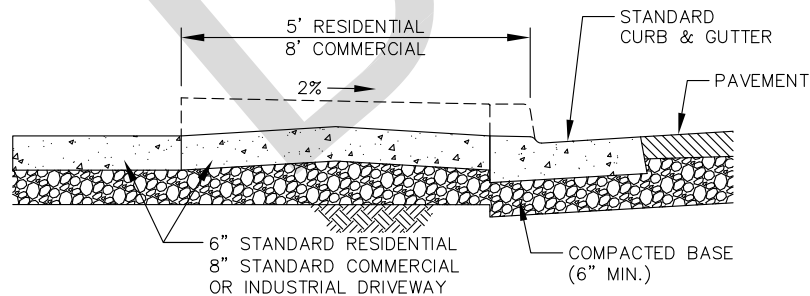 5' RESIDENTIAL
8' COMMERCIAL
STANDARD
CURB & GUTTER
2%
PAVEMENT
6" STANDARD RESIDENTIAL
8" STANDARD COMMERCIAL
OR INDUSTRIAL DRIVEWAY
COMPACTED BASE
(6" MIN.)